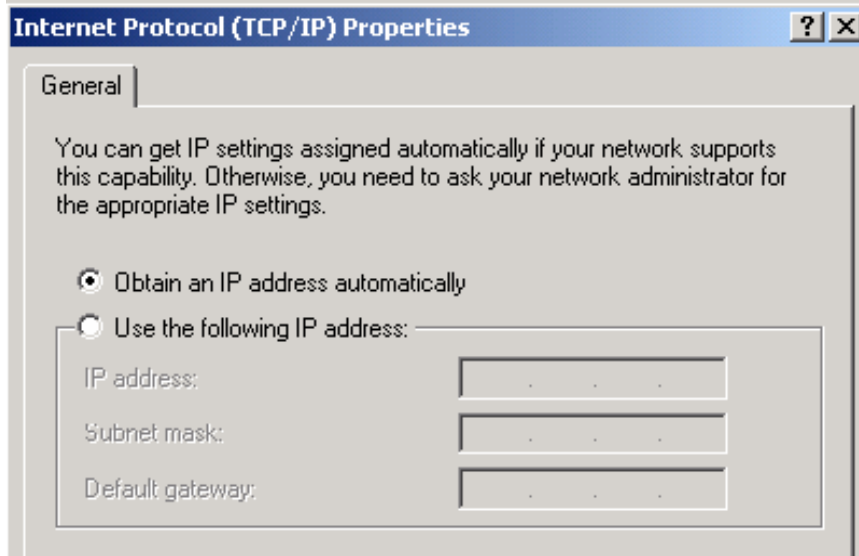 Internet Protocol (TCP/IP) Properties
General
You can get IP settings assigned automatically if your network supports
this capability. Otherwise, you need to ask your network administrator for
the appropriate IP settings.
Obtain an IP address automatically
Use the following IP address:
IP address:
Subnet mask:
Default gateway: